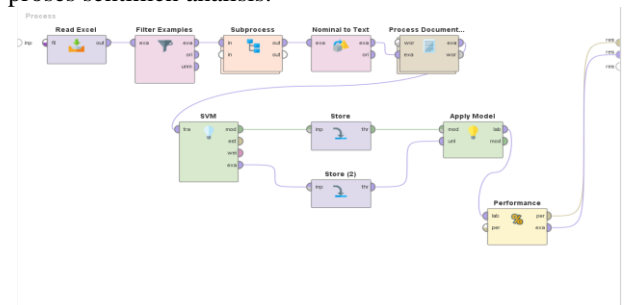 proses sentimen analisis.
Process
Read Excel
Filter Examples
Subprocess
Nominal to Text
Process Document...
inp
fil
out
exa
exa
ori
unm
in
in
out
out
exa
exa
ori
wor
exa
exa
wor
res
res
res
SVM
Store
Apply Model
tra
mod
est
wei
exa
inp
thr
mod
unl
lab
mod
Store (2)
inp
thr
Performance
lab
per
per
exa